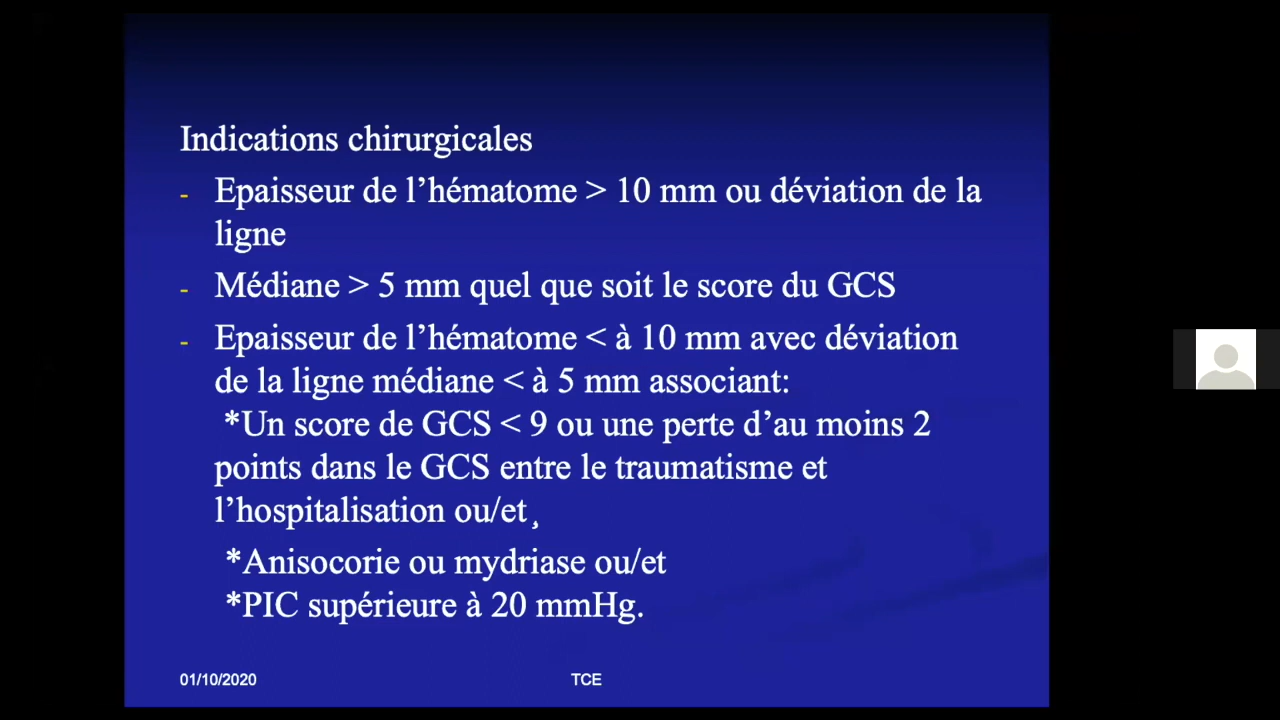 Indications chirurgicales
- Epaisseur de l’hématome > 10 mm ou déviation de la
ligne
- Médiane > 5 mm quel que soit le score du GCS
- Epaisseur de l’hématome < à 10 mm avec déviation
de la ligne médiane < à 5 mm associant:
*Un score de GCS < 9 ou une perte d’au moins 2
points dans le GCS entre le traumatisme et
l’hospitalisation ou/et¸
*Anisocorie ou mydriase ou/et
*PIC supérieure à 20 mmHg.
01/10/2020 TCE